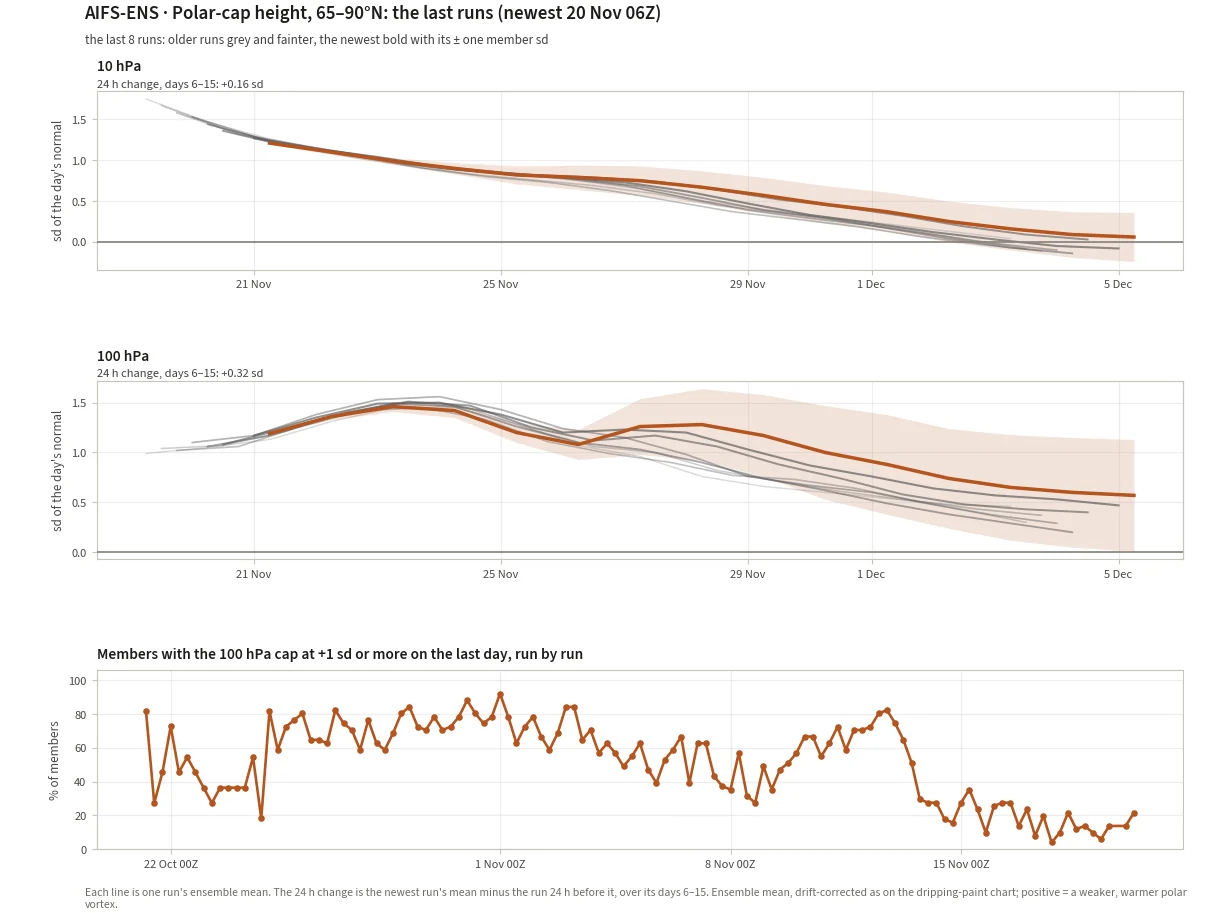 AIFS-ENS · Polar-cap height, 65–90°N: the last runs (newest 20 Nov 06Z)
the last 8 runs: older runs grey and fainter, the newest bold with its ± one member sd
10 hPa
24 h change, days 6–15: +0.16 sd
sd of the day's normal
1.5
1.0
0.5
0.0
21 Nov
25 Nov
29 Nov
1 Dec
5 Dec
100 hPa
24 h change, days 6–15: +0.32 sd
sd of the day's normal
1.5
1.0
0.5
0.0
21 Nov
25 Nov
29 Nov
1 Dec
5 Dec
Members with the 100 hPa cap at +1 sd or more on the last day, run by run
% of members
100
80
60
40
20
0
22 Oct 00Z
1 Nov 00Z
8 Nov 00Z
15 Nov 00Z
Each line is one run's ensemble mean. The 24 h change is the newest run's mean minus the run 24 h before it, over its days 6–15. Ensemble mean, drift-corrected as on the dripping-paint chart; positive = a weaker, warmer polar
vortex.